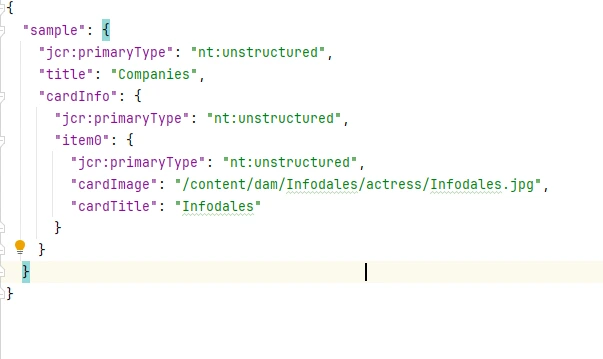 {
  "sample": {
    "jcr:primaryType": "nt:unstructured",
    "title": "Companies",
    "cardInfo": {
      "jcr:primaryType": "nt:unstructured",
      "item0": {
        "jcr:primaryType": "nt:unstructured",
        "cardImage": "/content/dam/Infodales/actress/Infodales.jpg",
        "cardTitle": "Infodales"
      }
    }
  }
}